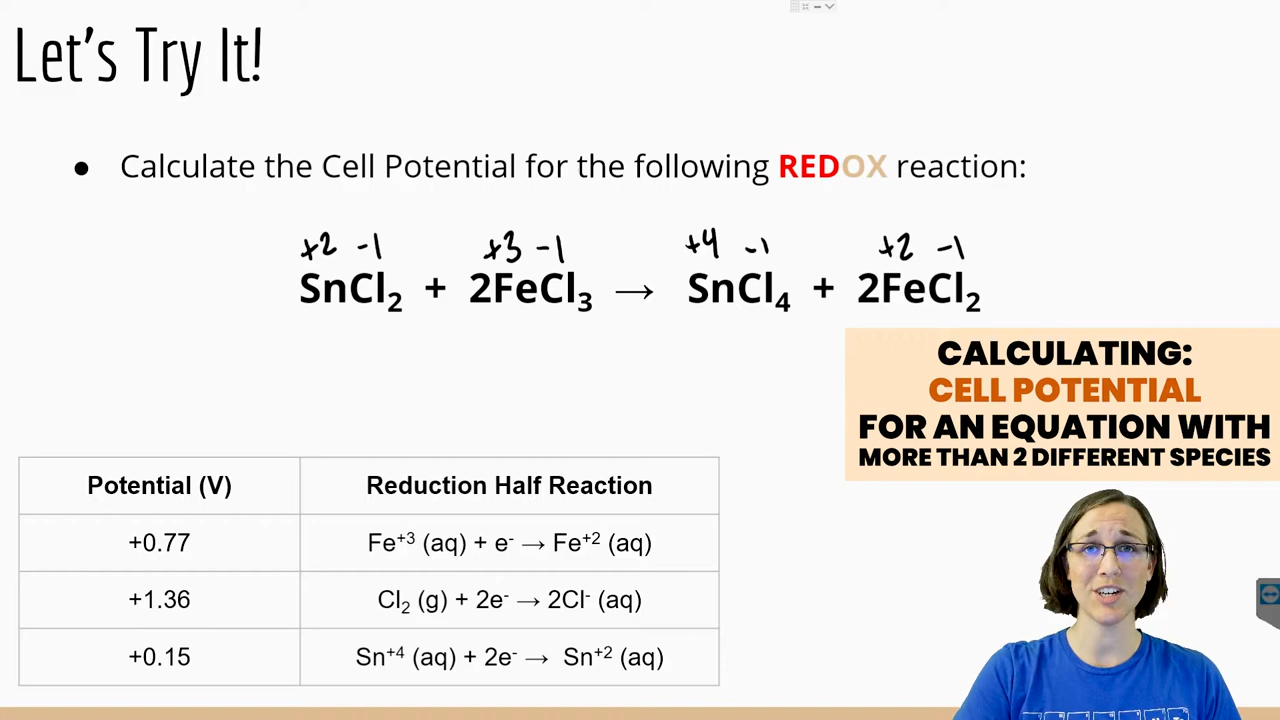 Let's Try It!
● Calculate the Cell Potential for the following REDOX reaction:
+2 -1 +3 -1 +4 -1 +2 -1
SnCl₂ + 2FeCl₃ → SnCl₄ + 2FeCl₂
CALCULATING:
CELL POTENTIAL
FOR AN EQUATION WITH
MORE THAN 2 DIFFERENT SPECIES
Potential (V) Reduction Half Reaction
+0.77 Fe⁺³ (aq) + e⁻ → Fe⁺² (aq)
+1.36 Cl₂ (g) + 2e⁻ → 2Cl⁻ (aq)
+0.15 Sn⁺⁴ (aq) + 2e⁻ → Sn⁺² (aq)